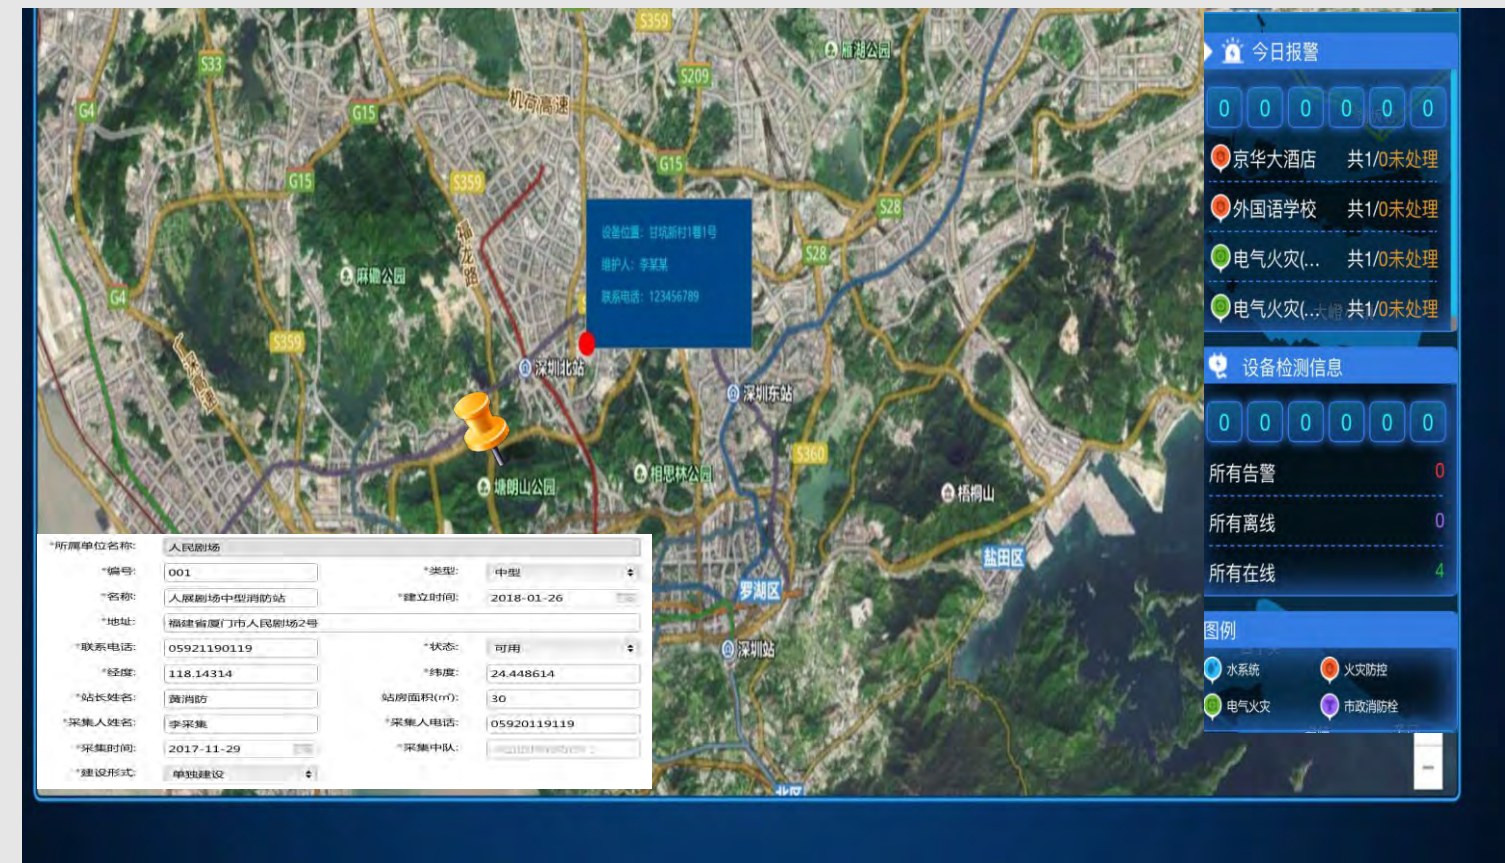 S359
雁湖公园
S33
S209
G4
机荷高速
G15
G15
G15
S359
S28
福龙路
S28
麻磡公园
G4
S359
设备位置：甘坑新村1巷1号
维护人：李某某
联系电话：123456789
深圳北站
深圳东站
S360
相思林公园
塘朗山公园
梧桐山
盐田区
罗湖区
深圳站
北区
*所属单位名称: 人民剧场
*编号: 001 *类型: 中型
*名称: 人展剧场中型消防站 *建立时间: 2018-01-26
*地址: 福建省厦门市人民剧场2号
*联系电话: 05921190119 *状态: 可用
*经度: 118.14314 *纬度: 24.448614
*站长姓名: 黄消防 站房面积(㎡): 30
*采集人姓名: 李采集 *采集人电话: 05920119119
*采集时间: 2017-11-29 *采集中队:
*建设形式: 单独建设
今日报警
0 0 0 0 0 0
京华大酒店 共1/0未处理
外国语学校 共1/0未处理
电气火灾(... 共1/0未处理
电气火灾(... 共1/0未处理
设备检测信息
0 0 0 0 0 0
所有告警 0
所有离线 0
所有在线 4
图例
水系统 火灾防控
电气火灾 市政消防栓